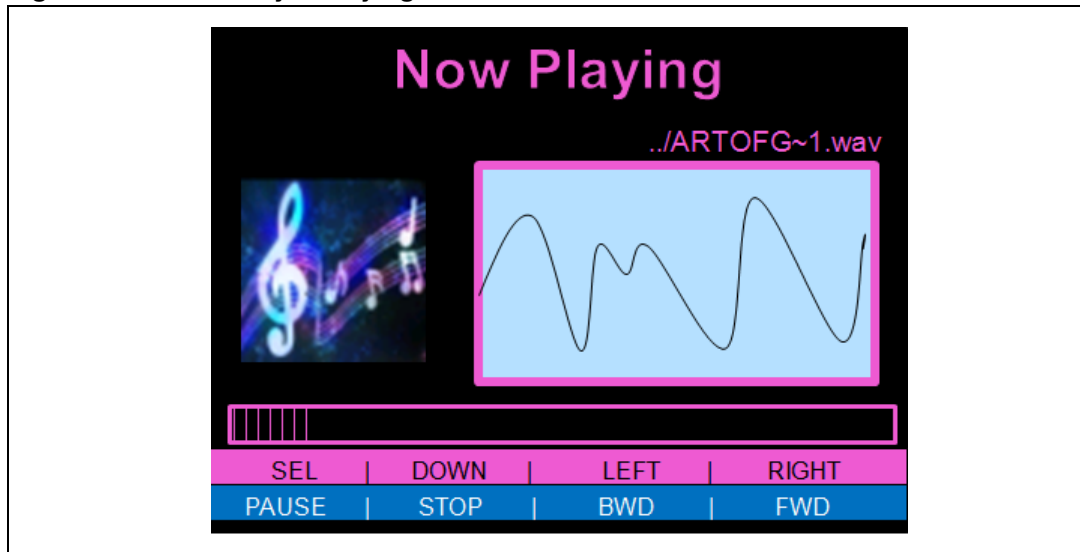 Now Playing
../ARTOFG~1.wav
SEL | DOWN | LEFT | RIGHT
PAUSE | STOP | BWD | FWD